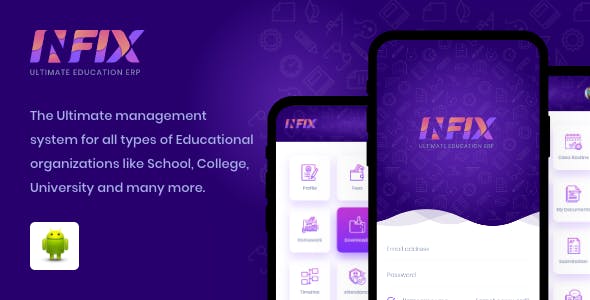 INFIX
ULTIMATE EDUCATION ERP
The Ultimate management
system for all types of Educational
organizations like School, College,
University and many more.
INFIX
Profile
Fees
Homework
Downloads
Timeline
Attendance
INFIX
ULTIMATE EDUCATION ERP
Email address
Password
Class Routine
My Documents
Examination